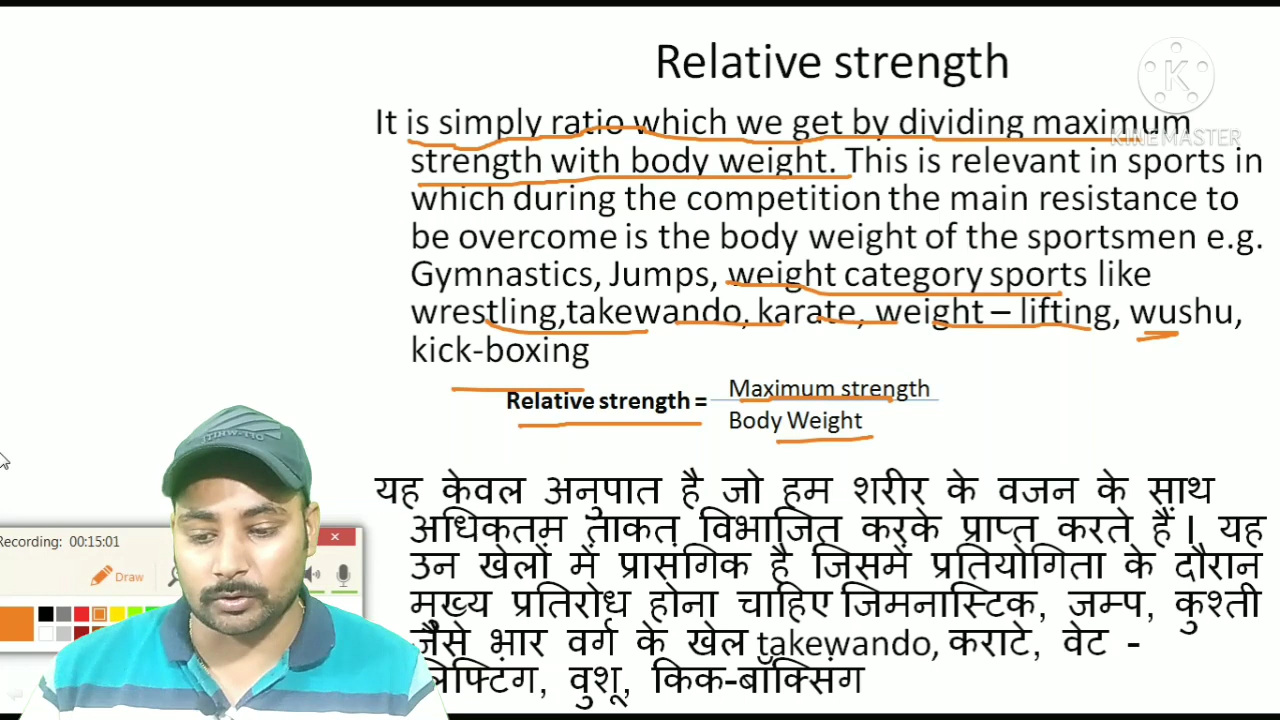 Relative strength
KINEMASTER
It is simply ratio which we get by dividing maximum
strength with body weight. This is relevant in sports in
which during the competition the main resistance to
be overcome is the body weight of the sportsmen e.g.
Gymnastics, Jumps, weight category sports like
wrestling,takewando, karate, weight – lifting, wushu,
kick-boxing
Relative strength =
Maximum strength
Body Weight
यह केवल अनुपात है जो हम शरीर के वजन के साथ
अधिकतम ताकत विभाजित करके प्राप्त करते हैं। यह
उन खेलों में प्रासंगिक है जिसमें प्रतियोगिता के दौरान
मुख्य प्रतिरोध होना चाहिए जिमनास्टिक, जम्प, कुश्ती
जैसे भार वर्ग के खेल takewando, कराटे, वेट -
लिफ्टिंग, वुशू, किक-बॉक्सिंग
Recording: 00:15:01
Draw